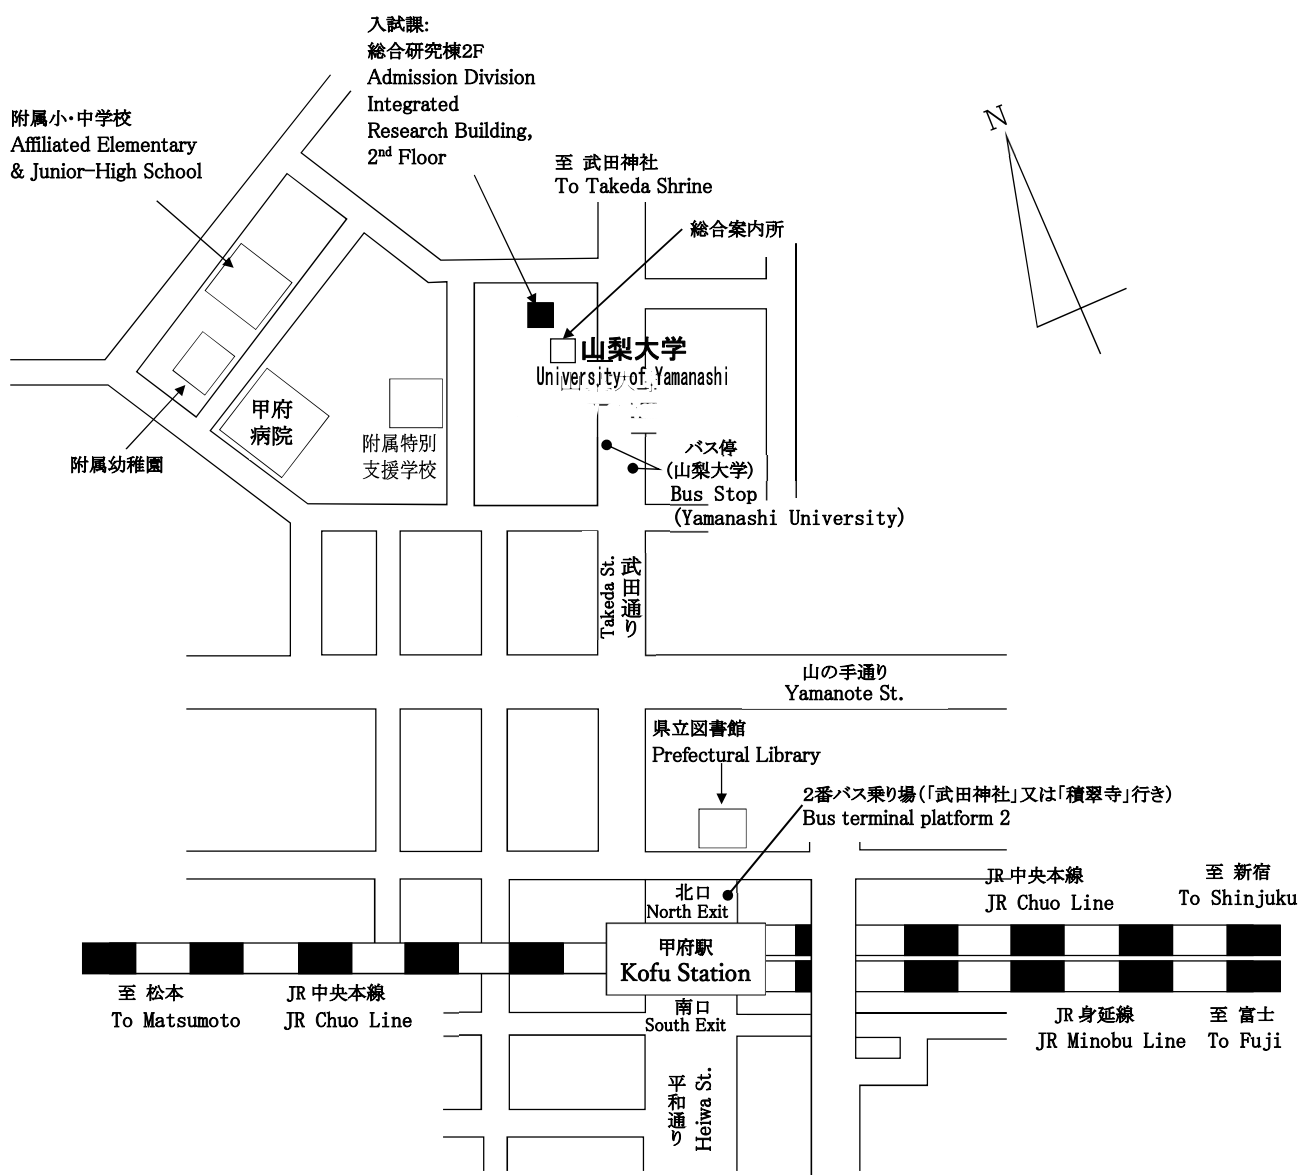 入試課:
総合研究棟2F
Admission Division
Integrated
Research Building,
2nd Floor
附属小・中学校
Affiliated Elementary
& Junior-High School
至 武田神社
To Takeda Shrine
総合案内所
N
山梨大学
University of Yamanashi
甲府
病院
附属特別
支援学校
附属幼稚園
バス停
(山梨大学)
Bus Stop
(Yamanashi University)
Takeda St.
武田通り
山の手通り
Yamanote St.
県立図書館
Prefectural Library
2番バス乗り場(「武田神社」又は「積翠寺」行き)
Bus terminal platform 2
北口
North Exit
JR 中央本線
JR Chuo Line
至 新宿
To Shinjuku
甲府駅
Kofu Station
至 松本
To Matsumoto
JR 中央本線
JR Chuo Line
南口
South Exit
JR 身延線
JR Minobu Line
至 富士
To Fuji
平和通り
Heiwa St.